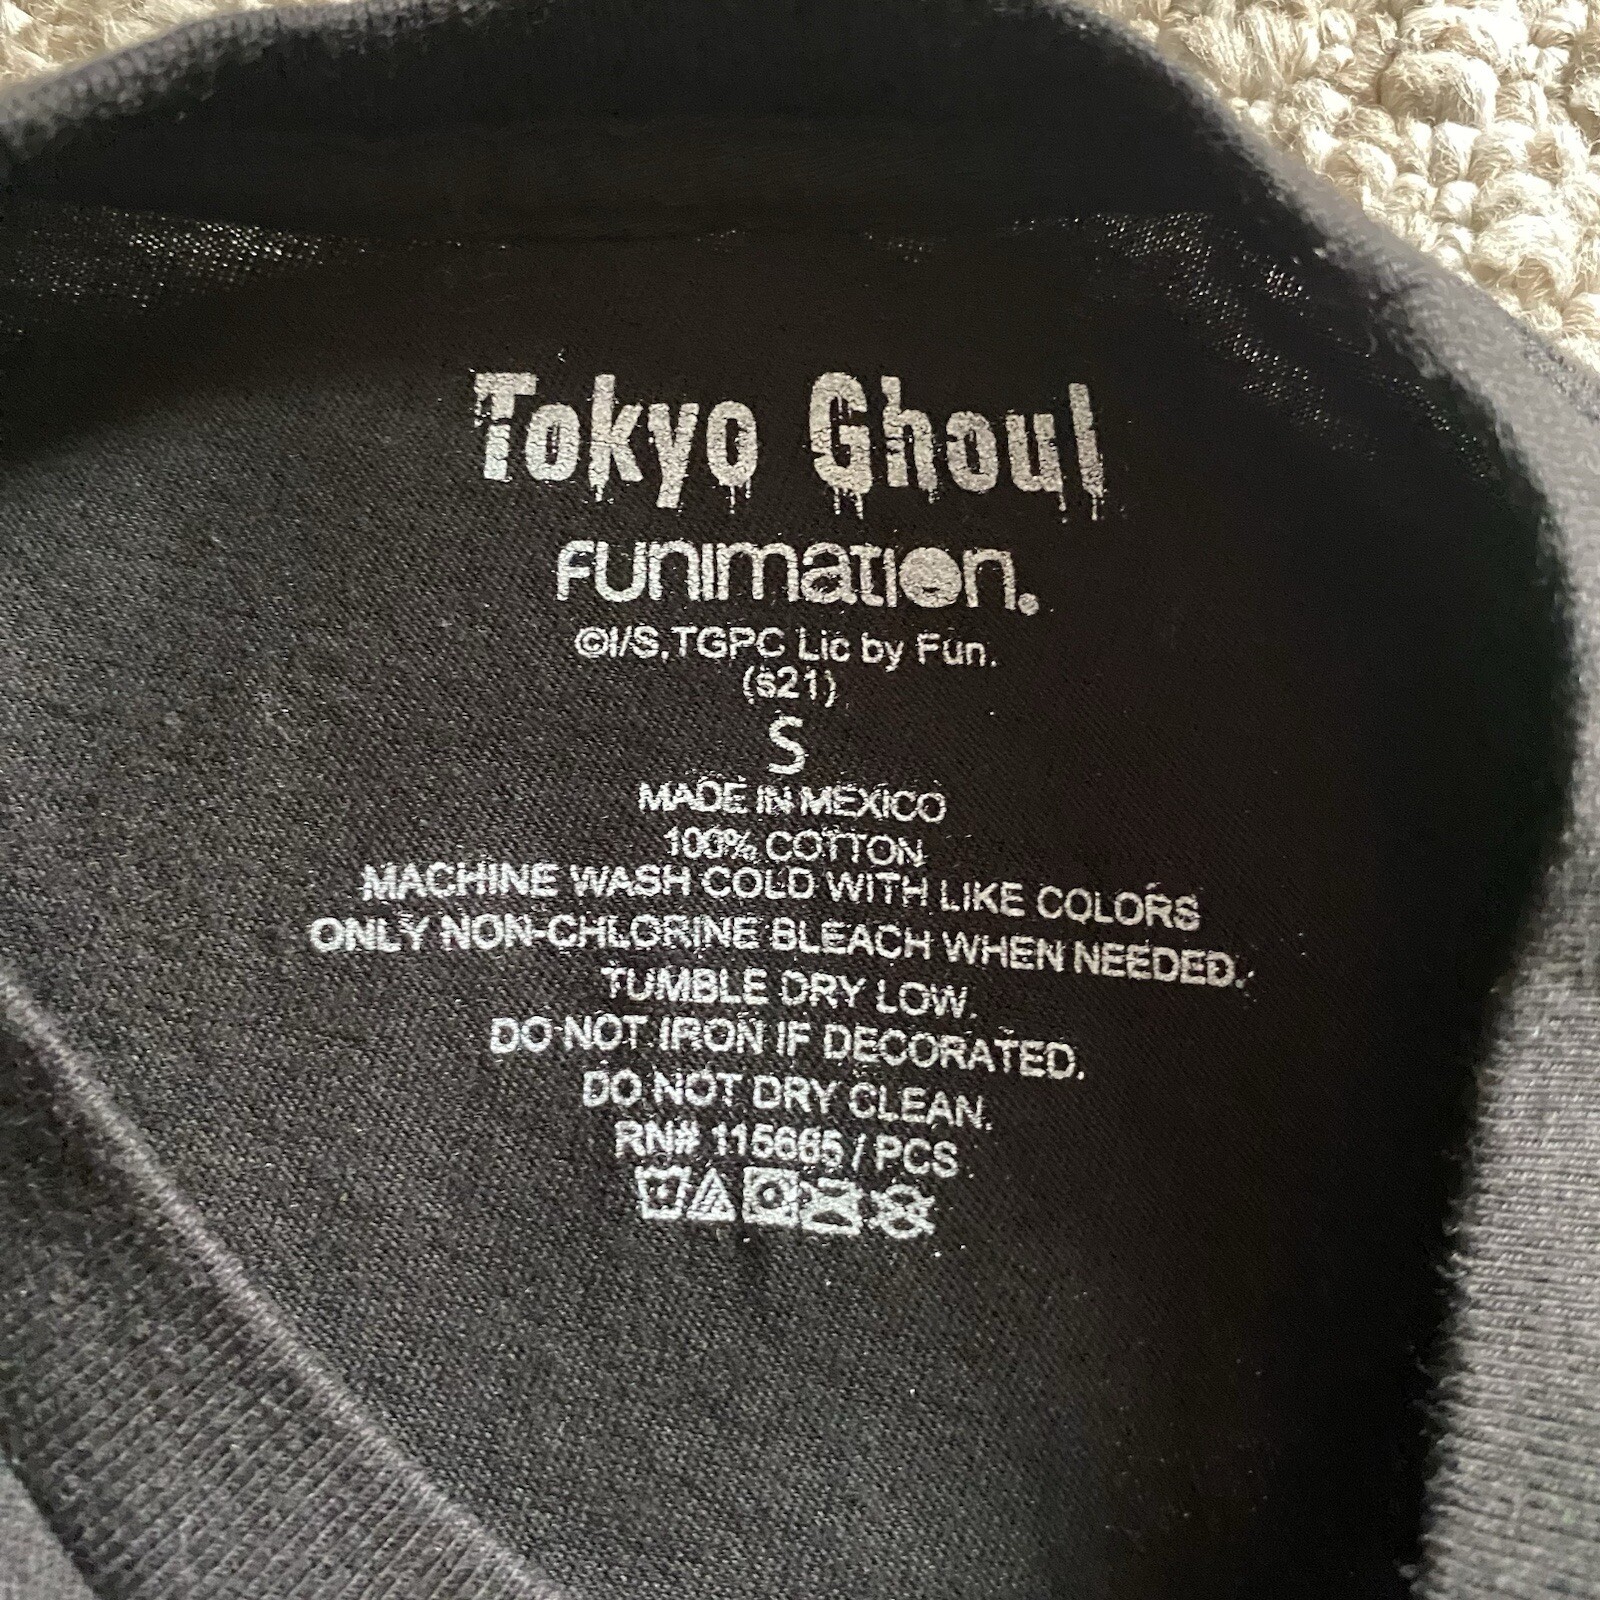 Tokyo Ghoul
FUnimation.
©I/S,TGPC Lic by Fun.
(s21)
S
MADE IN MEXICO
100% COTTON
MACHINE WASH COLD WITH LIKE COLORS
ONLY NON-CHLORINE BLEACH WHEN NEEDED.
TUMBLE DRY LOW.
DO NOT IRON IF DECORATED.
DO NOT DRY CLEAN.
RN# 115665 / PCS